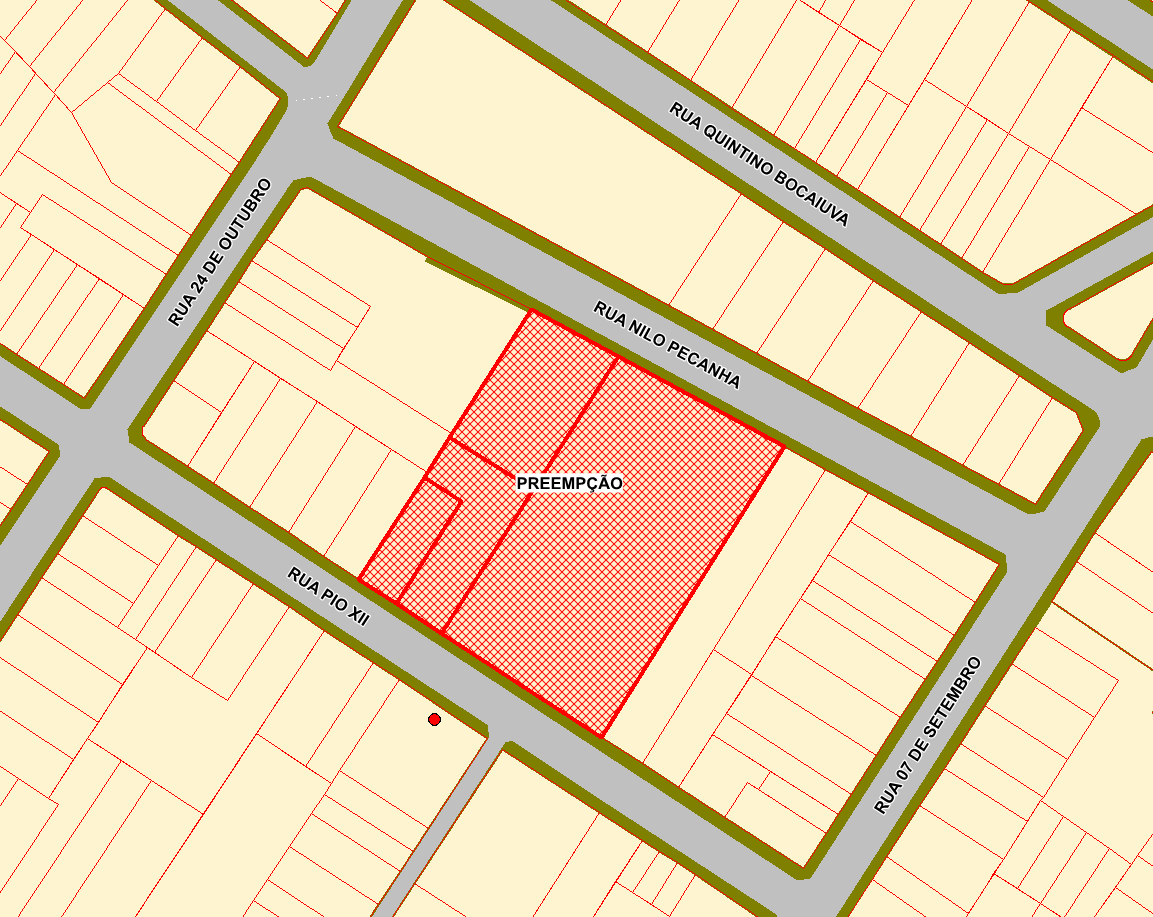 RUA QUINTINO BOCAIUVA
RUA 24 DE OUTUBRO
RUA NILO PECANHA
PREEMPÇÃO
RUA PIO XII
RUA 07 DE SETEMBRO